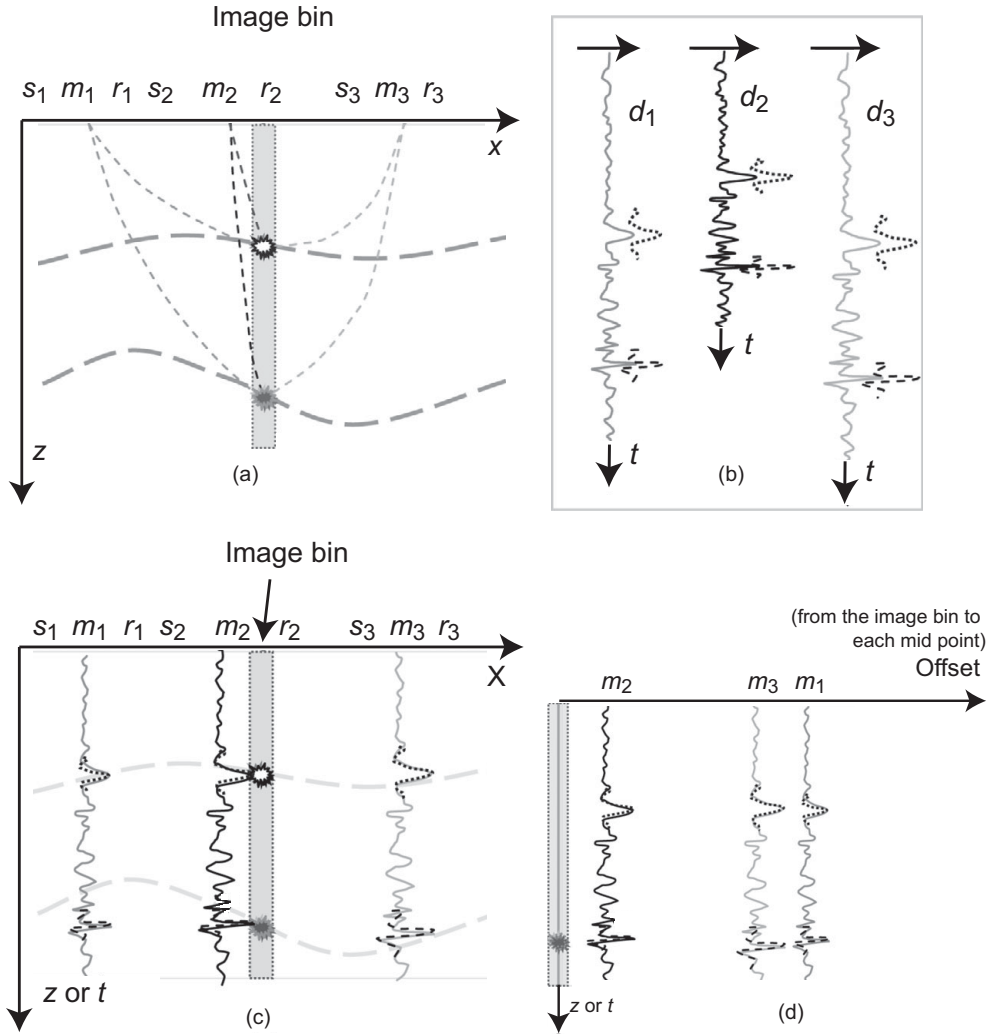 Image bin
s1 m1 r1 s2 m2 r2 s3 m3 r3
x
z
(a)
d1 d2 d3
t
t
t
(b)
Image bin
s1 m1 r1 s2 m2 r2 s3 m3 r3
X
z or t
(c)
(from the image bin to
each mid point)
Offset
m2 m3 m1
z or t
(d)